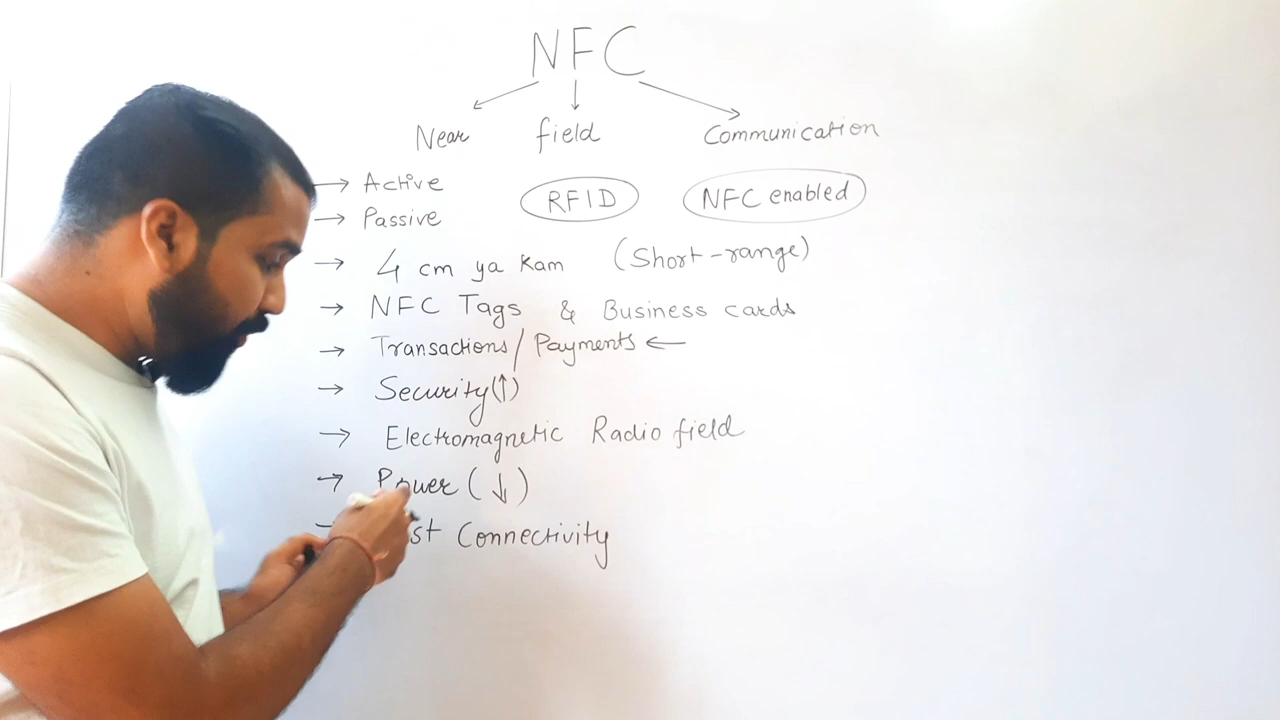 NFC
Near field Communication
→ Active RFID NFC enabled
→ Passive
→ 4 cm ya Kam (Short-range)
→ NFC Tags & Business cards
→ Transactions/Payments ←
→ Security(↑)
→ Electromagnetic Radio field
→ Power (↓)
Connectivity